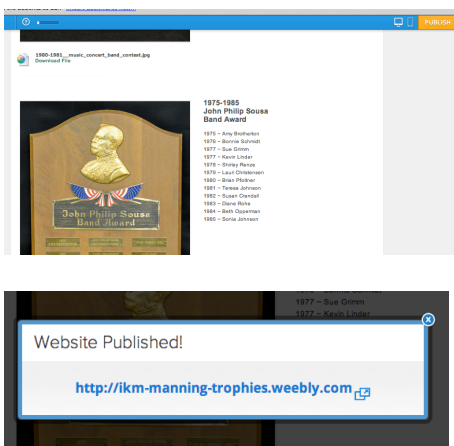 PUBLISH
1980-1981__music_concert_band_contest.jpg
Download File
1975-1985
John Philip Sousa
Band Award
1975 – Amy Brotherton
1976 – Bonnie Schmidt
1977 – Sue Grimm
1977 – Kevin Linder
1978 – Shirley Renze
1979 – Lauri Christensen
1980 – Brian Pfoltner
1981 – Teresa Johnson
1982 – Susan Crandall
1983 – Diane Rohe
1984 – Beth Opperman
1985 – Sonia Johnson
John Philip Sousa
Band Award
1977 – Sue Grimm
1977 – Kevin Linder
Website Published!
http://ikm-manning-trophies.weebly.com